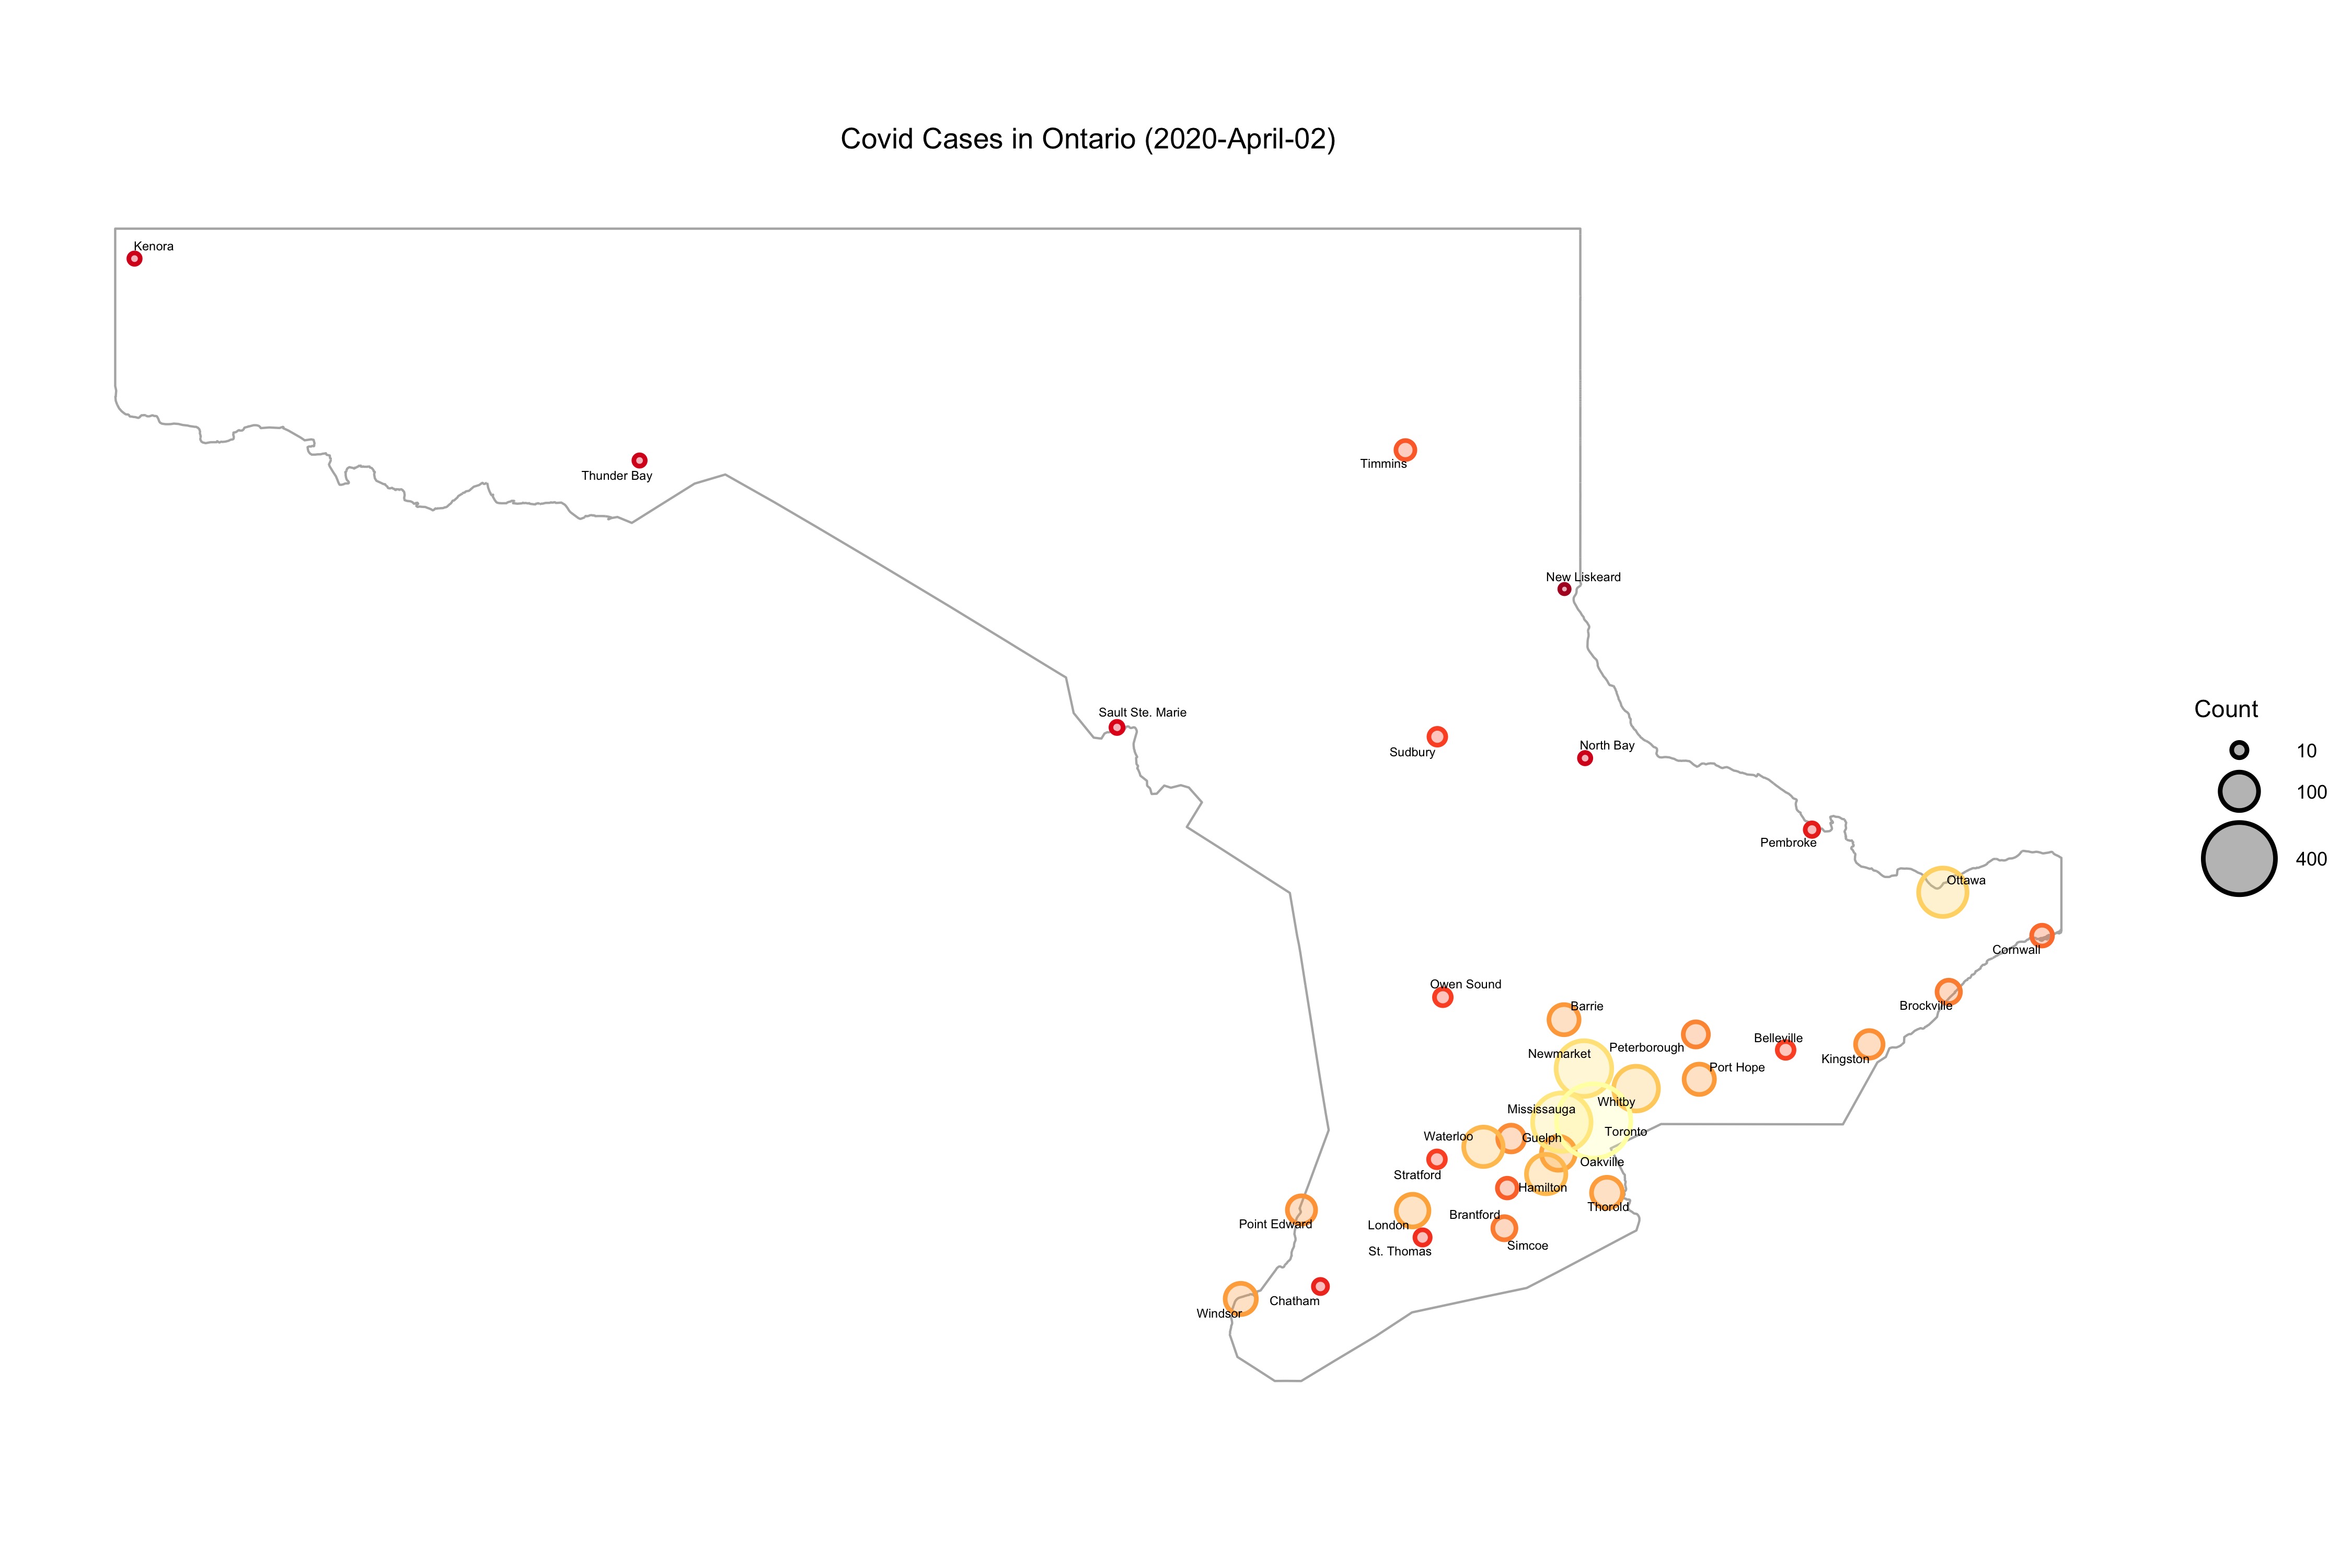 Covid Cases in Ontario (2020-April-02)
Kenora
Timmins
Thunder Bay
New Liskeard
Sault Ste. Marie
Count
North Bay
Sudbury
10
100
Pembroke
400
Ottawa
Cornwall
Owen Sound
Barrie
Brockville
Belleville
Peterborough
Newmarket
Kingston
Port Hope
Whitby
Mississauga
Toronto
Waterloo
Guelph
Oakville
Stratford
Hamilton
Thorold
Brantford
Point Edward
London
Simcoe
St. Thomas
Chatham
Windsor